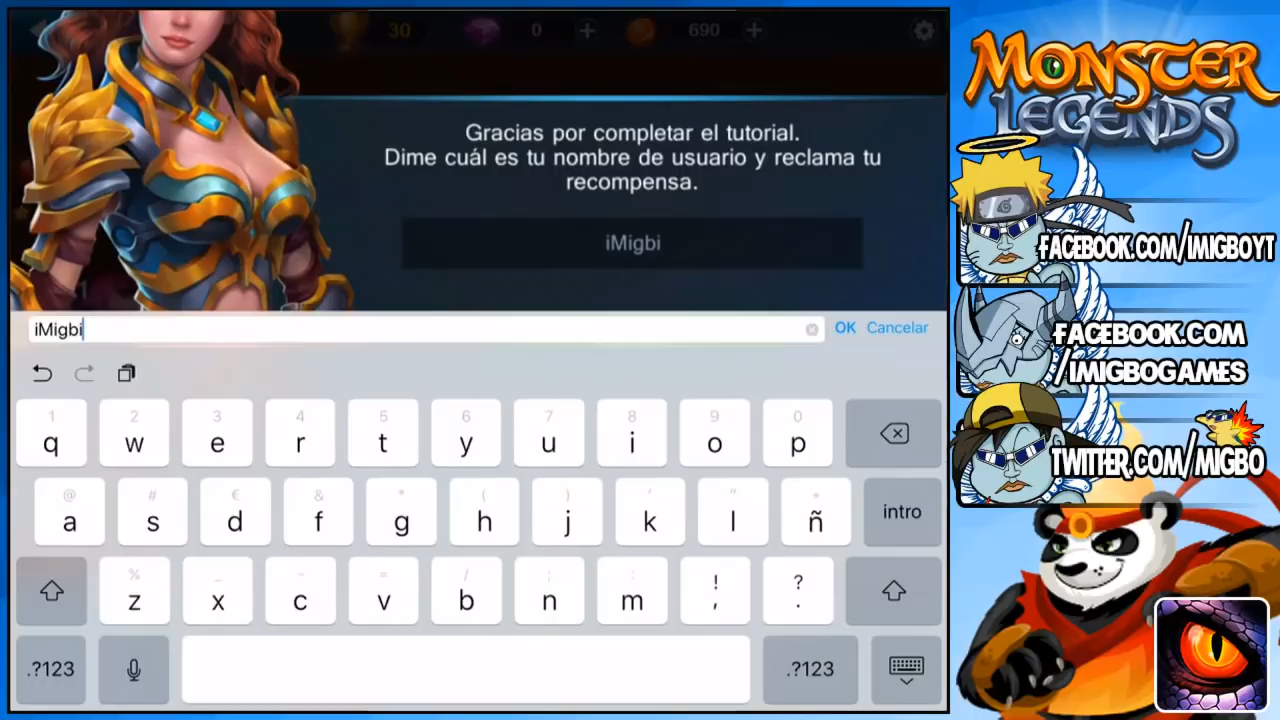 30
0
+
690
+
Gracias por completar el tutorial.
Dime cuál es tu nombre de usuario y reclama tu
recompensa.
iMigbi
iMigbi
OK
Cancelar
1 2 3 4 5 6 7 8 9 0
q w e r t y u i o p
@ # € & * ( ) ' " +
a s d f g h j k l ñ
intro
% _ - = / ; :
z x c v b n m , ! . ?
.?123
.?123
MONSTER
LEGENDS
FACEBOOK.COM/IMIGBOYT
FACEBOOK.COM
/IMIGBOGAMES
TWITTER.COM/MIGBO